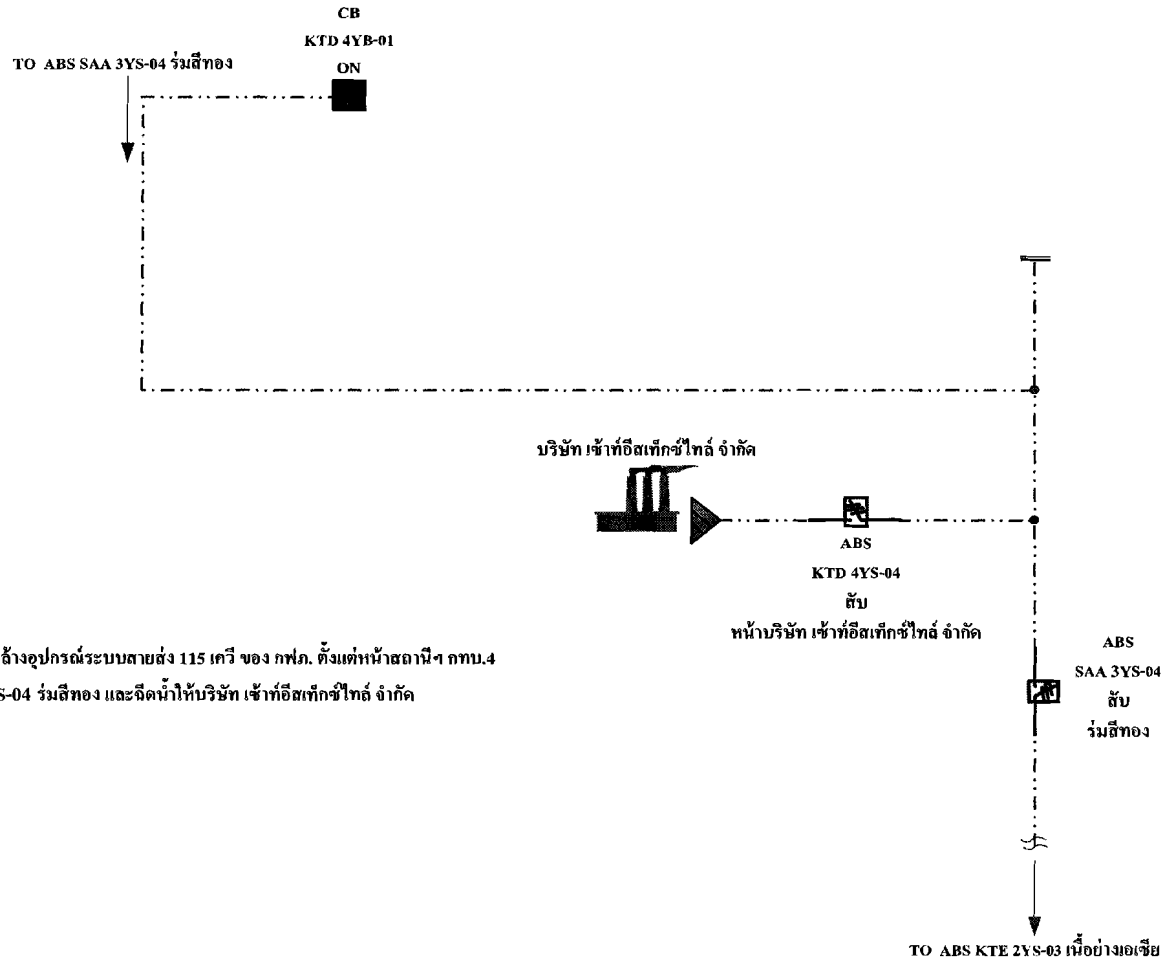 CB
KTD 4YB-01
ON
TO ABS SAA 3YS-04 ร่มสีทอง
บริษัท เซ้าท์อีสเท็กซ์ไทล์ จำกัด
ABS
KTD 4YS-04
สับ
หน้าบริษัท เซ้าท์อีสเท็กซ์ไทล์ จำกัด
ABS
SAA 3YS-04
สับ
ร่มสีทอง
ล้างอุปกรณ์ระบบสายส่ง 115 เควี ของ กฟภ. ตั้งแต่หน้าสถานีฯ กทบ.4
S-04 ร่มสีทอง และฉีดน้ำให้บริษัท เซ้าท์อีสเท็กซ์ไทล์ จำกัด
TO ABS KTE 2YS-03 เนื้อย่างเอเชีย